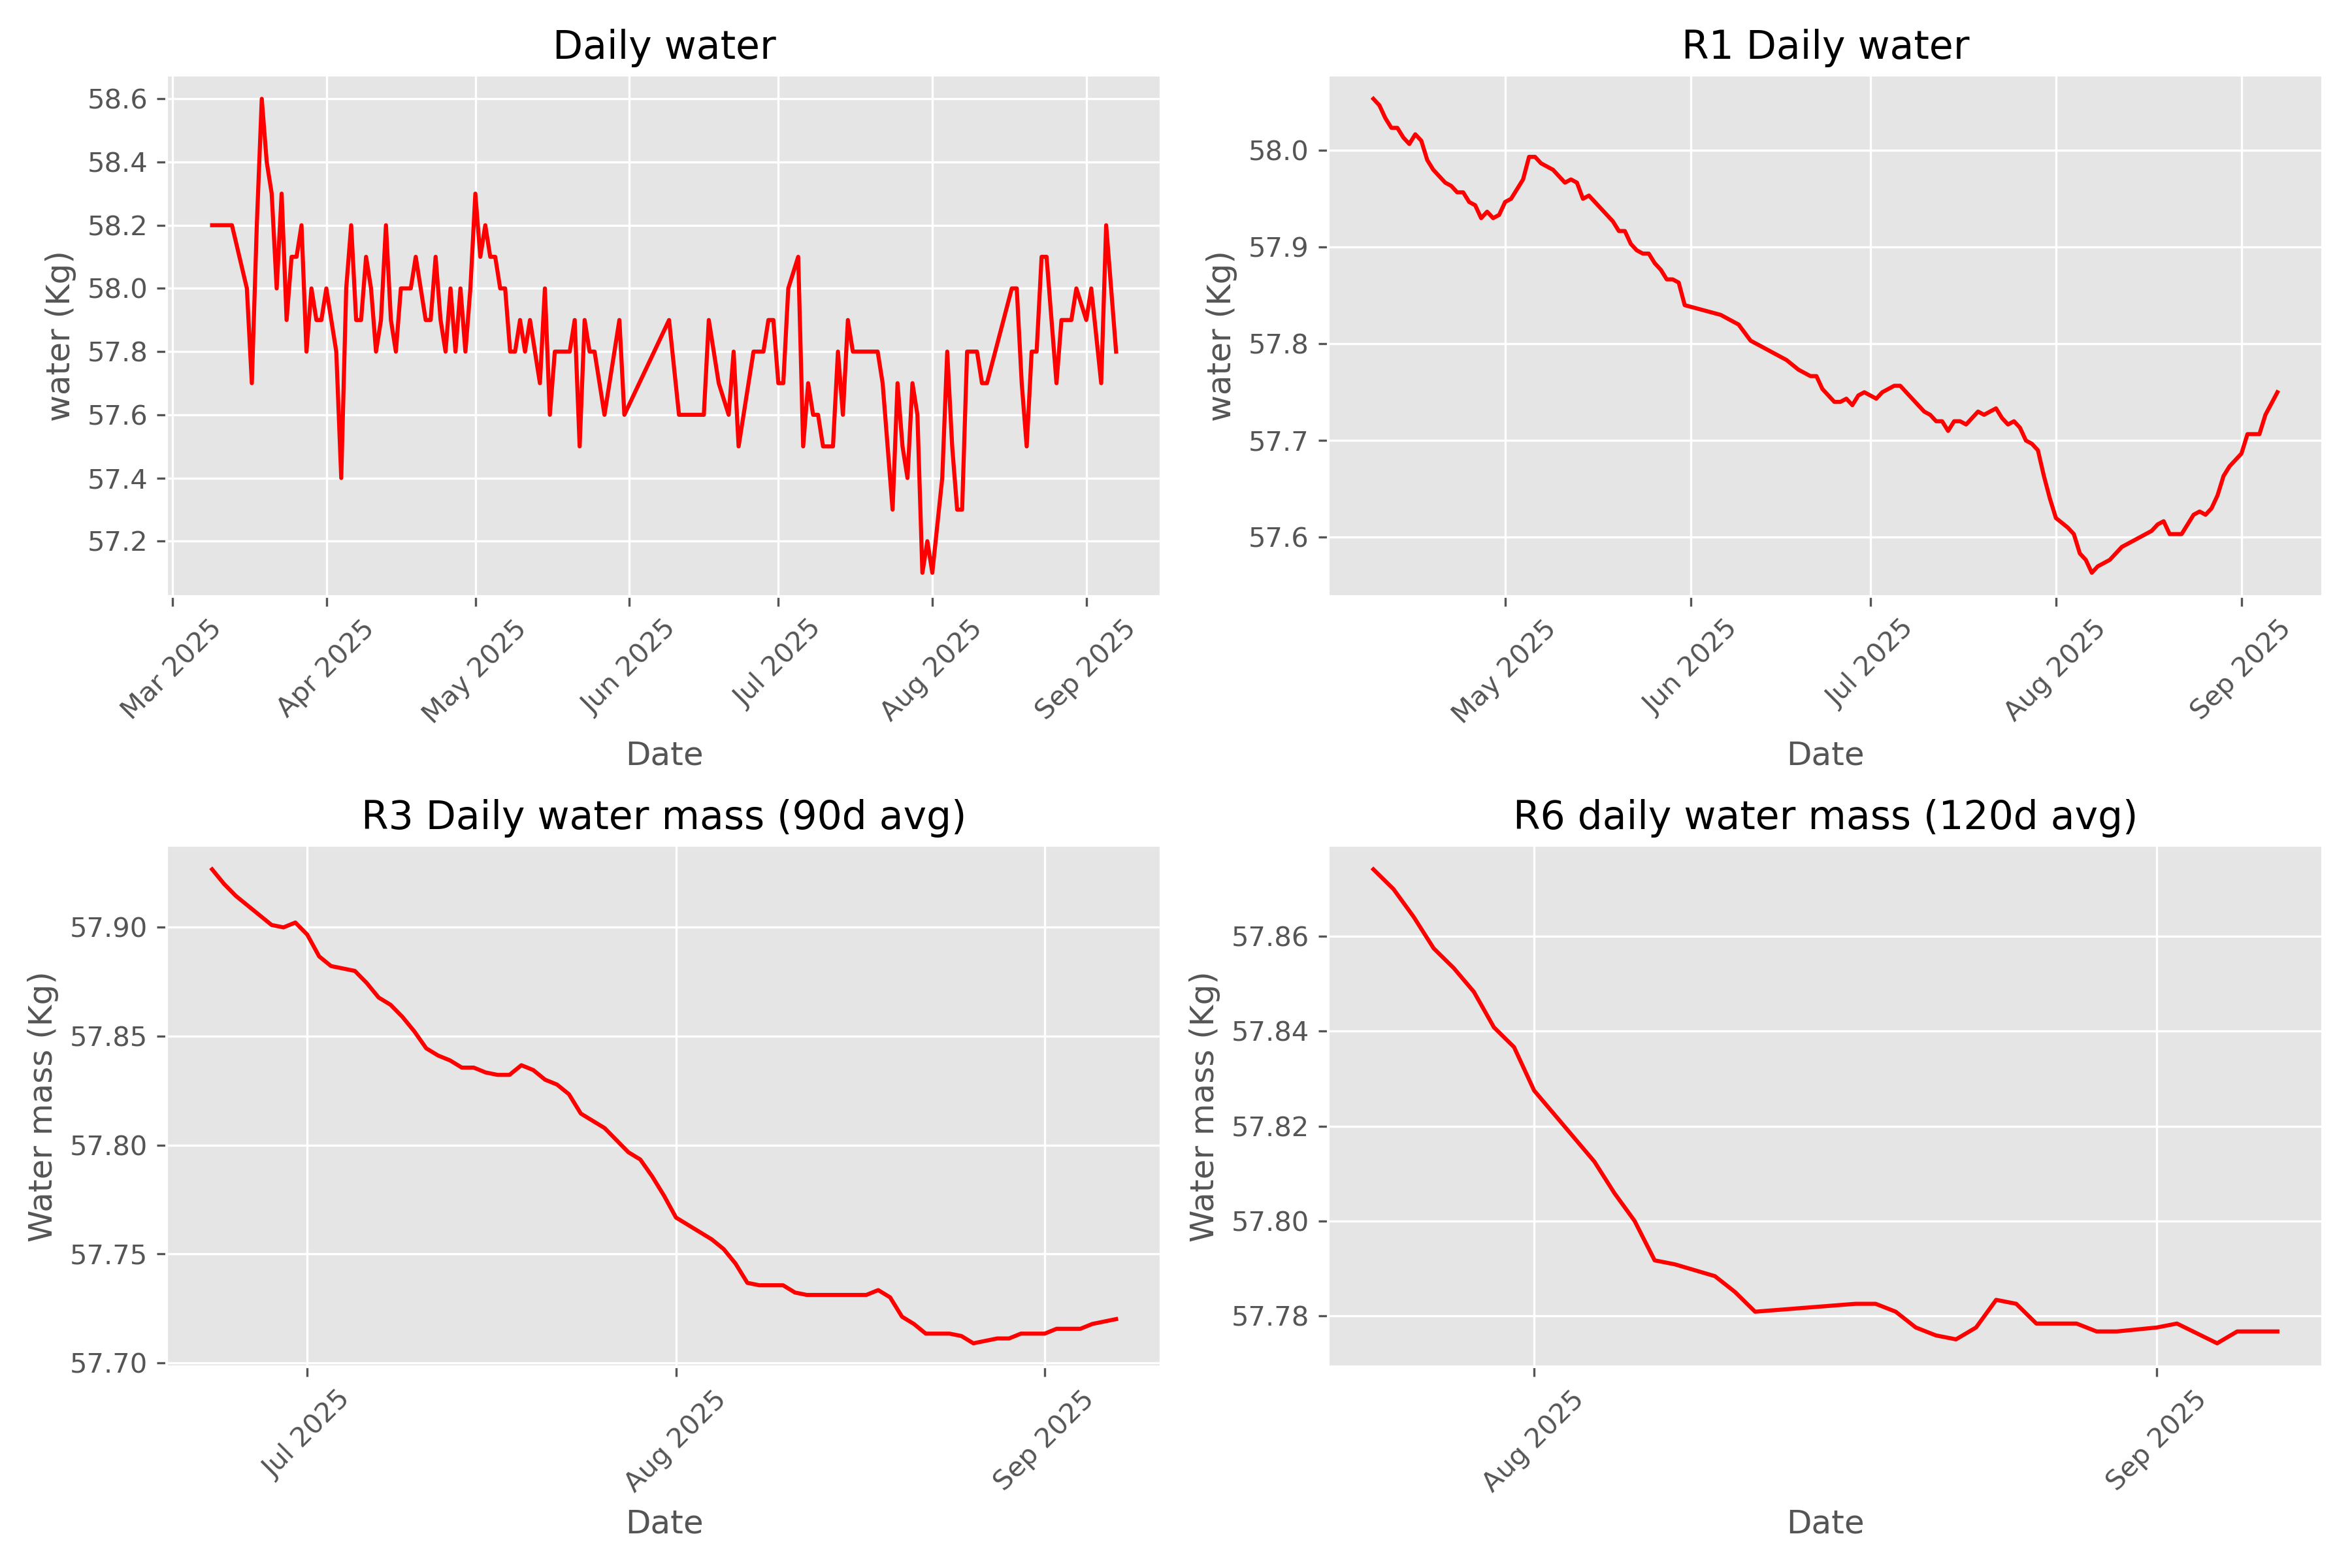 Daily water
58.6
58.4
58.2
58.0
57.8
57.6
57.4
57.2
water (Kg)
Mar 2025
Apr 2025
May 2025
Jun 2025
Jul 2025
Aug 2025
Sep 2025
Date
R1 Daily water
58.0
57.9
57.8
57.7
57.6
water (Kg)
May 2025
Jun 2025
Jul 2025
Aug 2025
Sep 2025
Date
R3 Daily water mass (90d avg)
57.90
57.85
57.80
57.75
57.70
Water mass (Kg)
Jul 2025
Aug 2025
Sep 2025
Date
R6 daily water mass (120d avg)
57.86
57.84
57.82
57.80
57.78
Water mass (Kg)
Aug 2025
Sep 2025
Date